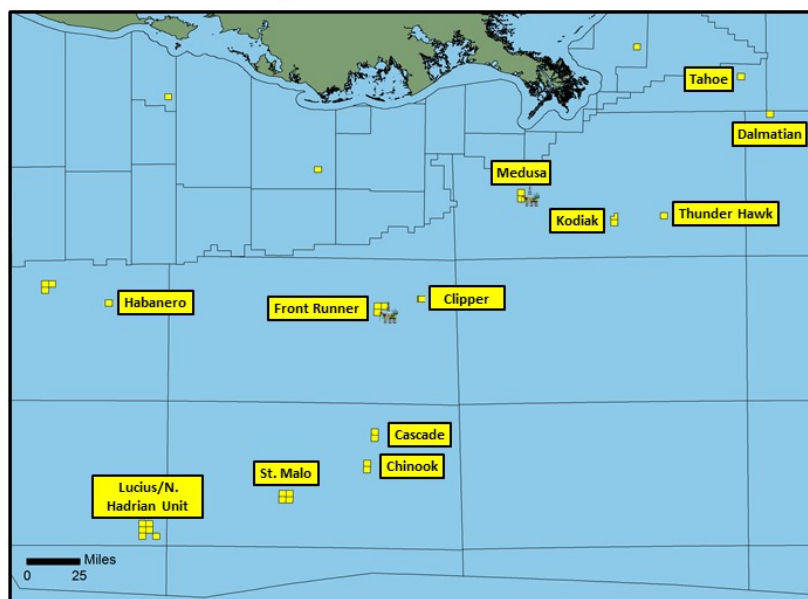 Tahoe
Dalmatian
Medusa
Kodiak
Thunder Hawk
Habanero
Front Runner
Clipper
Cascade
Chinook
St. Malo
Lucius/N.
Hadrian Unit
Miles
0 25